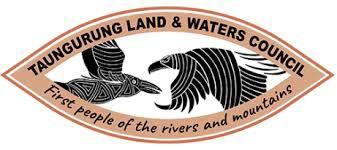 TAUNGURUNG LAND & WATERS COUNCIL
First people of the rivers and mountains